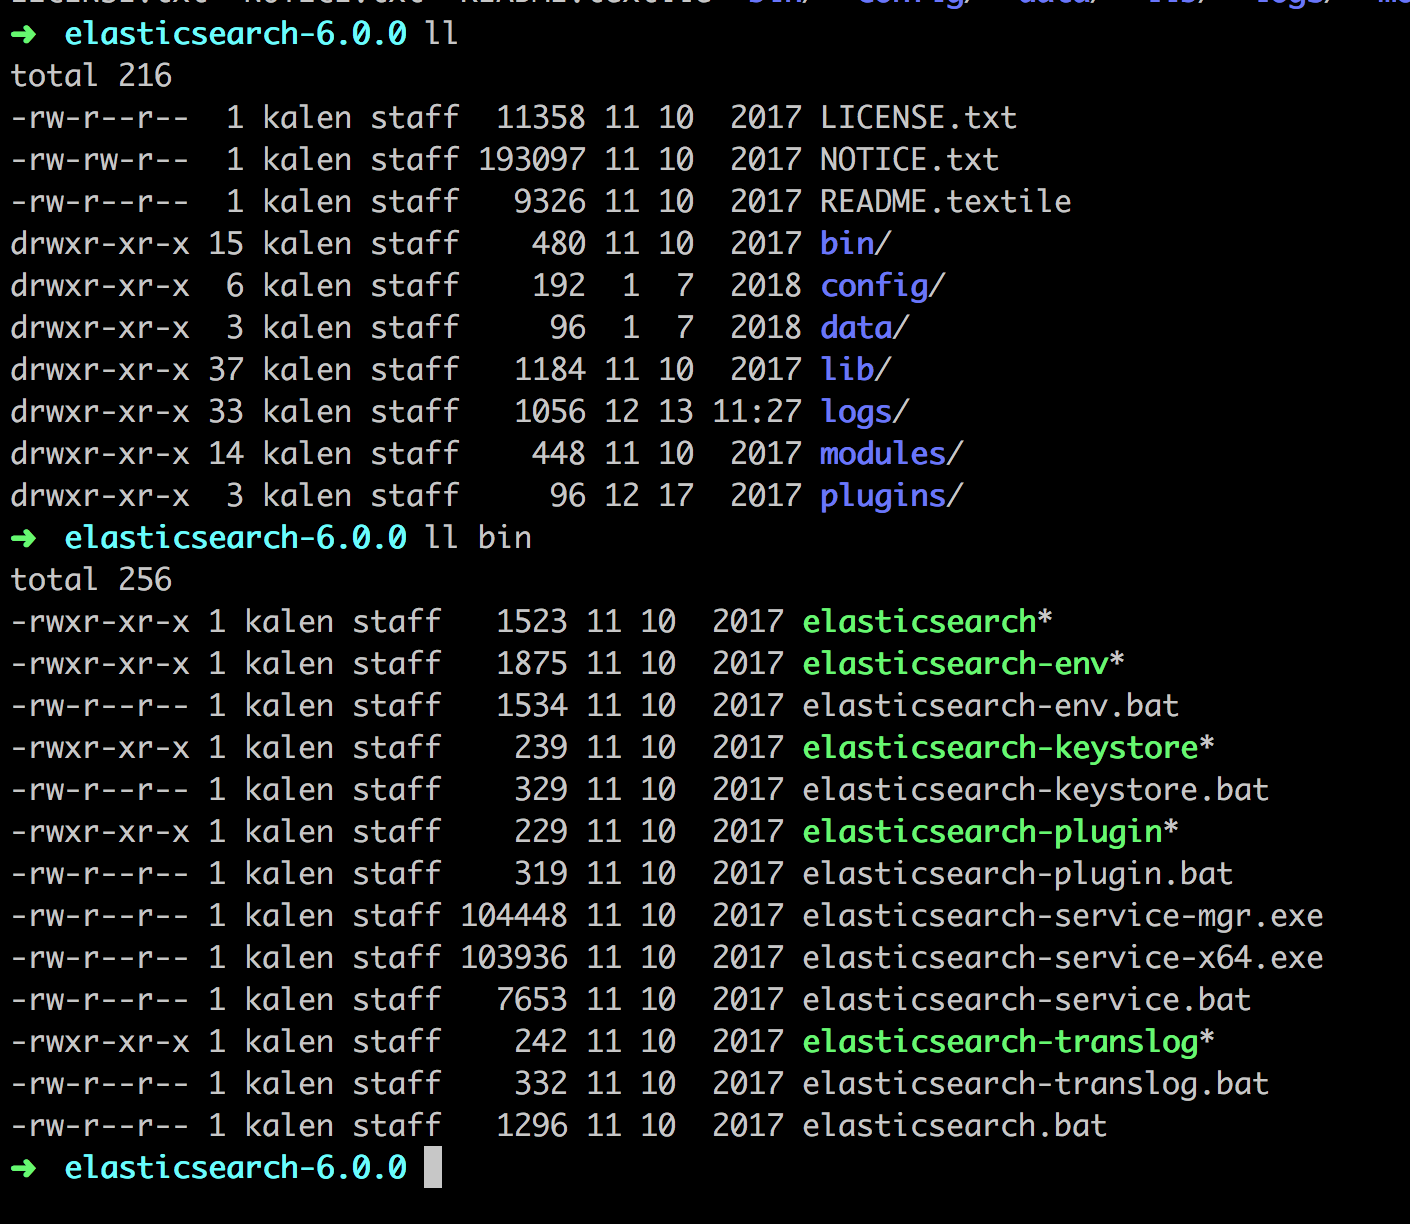 LICENSE.txt NOTICE.txt README.textile bin/ config/ data/ lib/ logs/
➜ elasticsearch-6.0.0 ll
total 216
-rw-r--r--  1 kalen staff  11358 11 10  2017 LICENSE.txt
-rw-rw-r--  1 kalen staff 193097 11 10  2017 NOTICE.txt
-rw-r--r--  1 kalen staff   9326 11 10  2017 README.textile
drwxr-xr-x 15 kalen staff    480 11 10  2017 bin/
drwxr-xr-x  6 kalen staff    192  1  7  2018 config/
drwxr-xr-x  3 kalen staff     96  1  7  2018 data/
drwxr-xr-x 37 kalen staff   1184 11 10  2017 lib/
drwxr-xr-x 33 kalen staff   1056 12 13 11:27 logs/
drwxr-xr-x 14 kalen staff    448 11 10  2017 modules/
drwxr-xr-x  3 kalen staff     96 12 17  2017 plugins/
➜ elasticsearch-6.0.0 ll bin
total 256
-rwxr-xr-x 1 kalen staff   1523 11 10  2017 elasticsearch*
-rwxr-xr-x 1 kalen staff   1875 11 10  2017 elasticsearch-env*
-rw-r--r-- 1 kalen staff   1534 11 10  2017 elasticsearch-env.bat
-rwxr-xr-x 1 kalen staff    239 11 10  2017 elasticsearch-keystore*
-rw-r--r-- 1 kalen staff    329 11 10  2017 elasticsearch-keystore.bat
-rwxr-xr-x 1 kalen staff    229 11 10  2017 elasticsearch-plugin*
-rw-r--r-- 1 kalen staff    319 11 10  2017 elasticsearch-plugin.bat
-rw-r--r-- 1 kalen staff 104448 11 10  2017 elasticsearch-service-mgr.exe
-rw-r--r-- 1 kalen staff 103936 11 10  2017 elasticsearch-service-x64.exe
-rw-r--r-- 1 kalen staff   7653 11 10  2017 elasticsearch-service.bat
-rwxr-xr-x 1 kalen staff    242 11 10  2017 elasticsearch-translog*
-rw-r--r-- 1 kalen staff    332 11 10  2017 elasticsearch-translog.bat
-rw-r--r-- 1 kalen staff   1296 11 10  2017 elasticsearch.bat
➜ elasticsearch-6.0.0